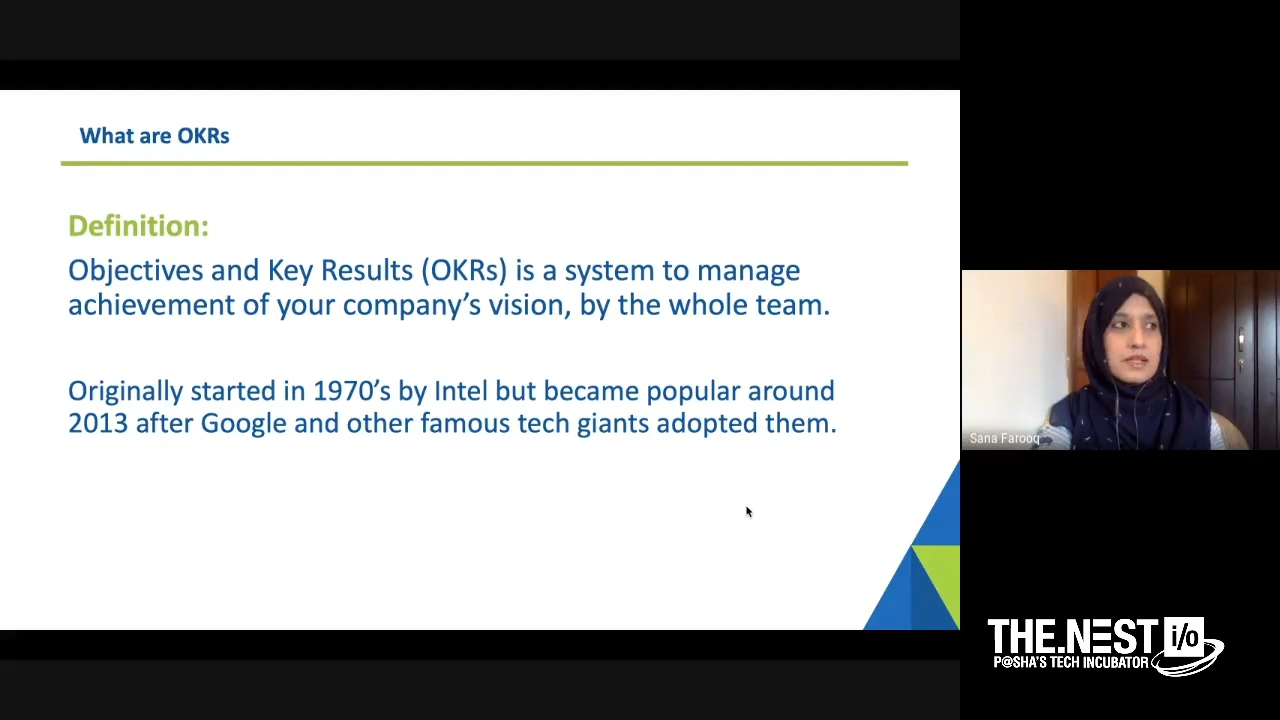 What are OKRs
Definition:
Objectives and Key Results (OKRs) is a system to manage
achievement of your company’s vision, by the whole team.
Originally started in 1970’s by Intel but became popular around
2013 after Google and other famous tech giants adopted them.
Sana Farooq
THE.NEST i/o
P@SHA'S TECH INCUBATOR